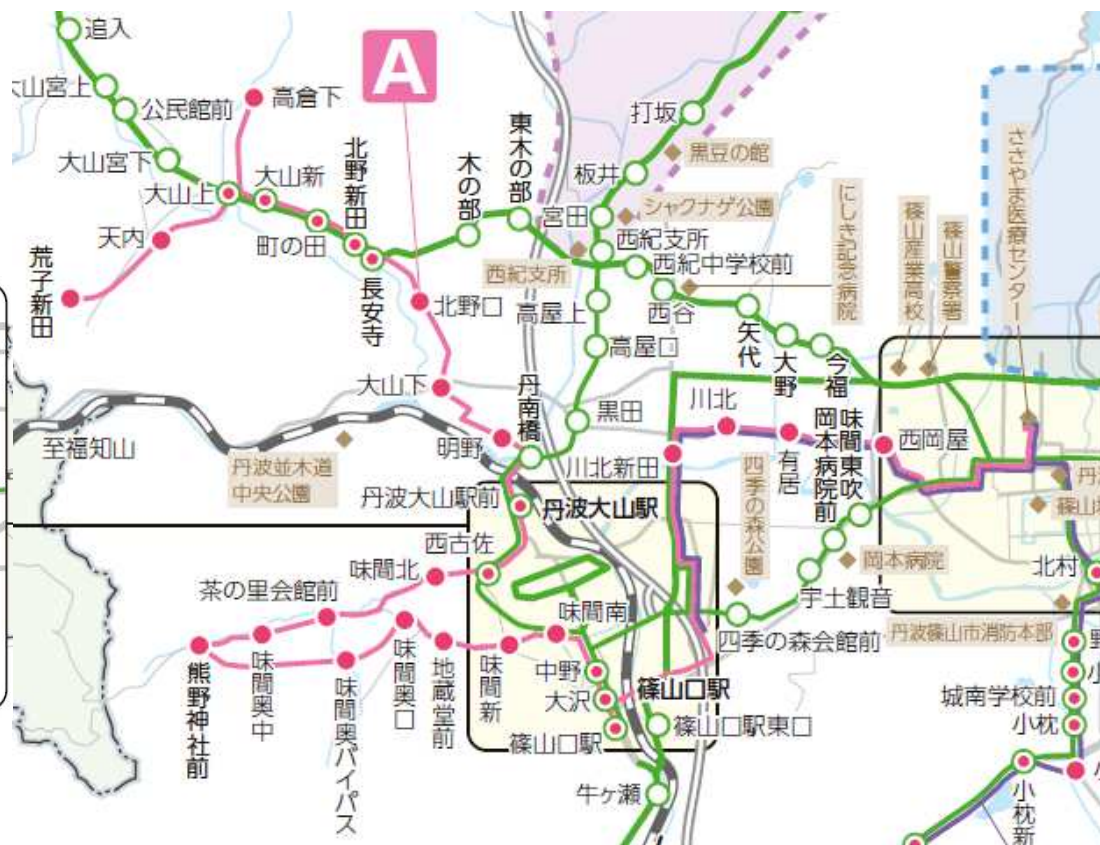 追入
大山宮上
公民館前
大山宮下
高倉下
A
大山上
大山新
天内
荒子新田
町の田
北野新田
長安寺
木の部
東木の部
北野口
大山下
打坂
黒豆の館
板井
宮田
シャクナゲ公園
西紀支所
西紀支所
西紀中学校前
高屋上
西谷
にしき記念病院
矢代
大野
今福
高屋口
篠山産業高校
篠山警察署
ささやま医療センター
丹南橋
黒田
明野
至福知山
丹波並木道
中央公園
川北
川北新田
有居
岡本病院前
味間東吹
西岡屋
丹波大山駅前
丹波大山駅
四季の森公園
岡本病院
宇土観音
北村
西古佐
味間北
茶の里会館前
味間南
四季の森会館前
丹波篠山市消防本部
熊野神社前
味間奥中
味間奥バイパス
味間奥口
地蔵堂前
味間新
中野
大沢
篠山口駅
篠山口駅
篠山口駅東口
牛ヶ瀬
城南学校前
小枕
小枕新